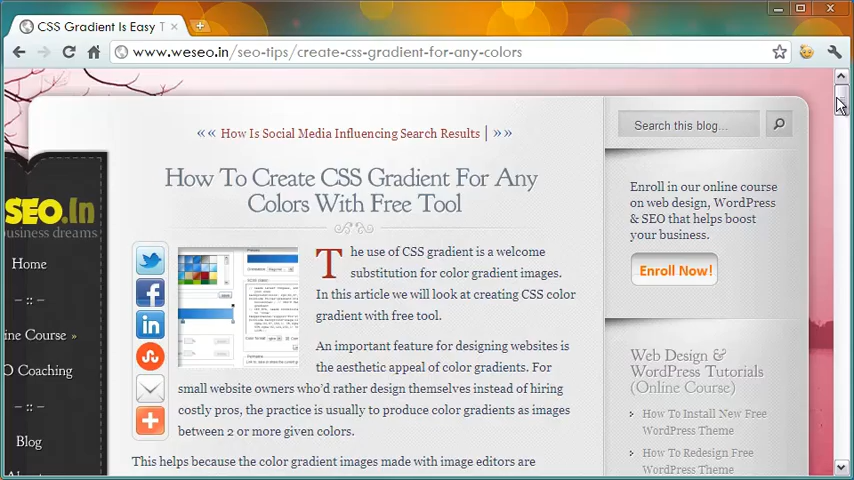 CSS Gradient Is Easy T
www.weseo.in/seo-tips/create-css-gradient-for-any-colors
« « How Is Social Media Influencing Search Results | » »
How To Create CSS Gradient For Any
Colors With Free Tool
The use of CSS gradient is a welcome
substitution for color gradient images.
In this article we will look at creating CSS color
gradient with free tool.
An important feature for designing websites is
the aesthetic appeal of color gradients. For
small website owners who'd rather design themselves instead of hiring
costly pros, the practice is usually to produce color gradients as images
between 2 or more given colors.
This helps because the color gradient images made with image editors are
SEO.In
business dreams
Home
- :: -
ine Course »
O Coaching
- :: -
Blog
Search this blog...
Enroll in our online course
on web design, WordPress
& SEO that helps boost
your business.
Enroll Now!
Web Design &
WordPress Tutorials
(Online Course)
How To Install New Free
WordPress Theme
How To Redesign Free
WordPress Theme